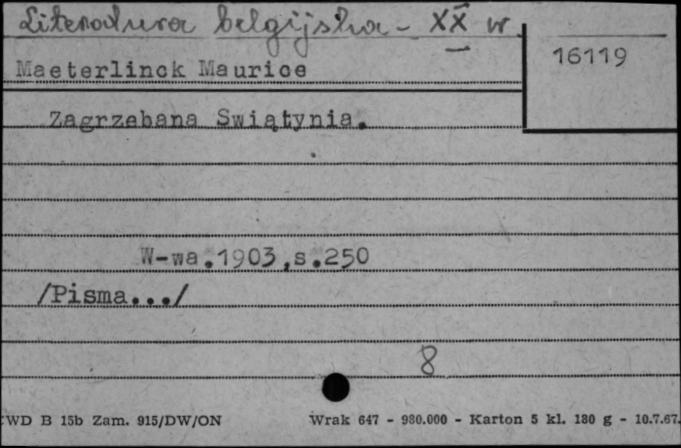 Literatura belgijska - XX w.
16119
Maeterlinck Maurice
Zagrzebana Swiątynia.
W-wa.1903,s.250
/Pisma.../
8
WD B 15b Zam. 915/DW/ON Wrak 647 - 980.000 - Karton 5 kl. 180 g - 10.7.67.